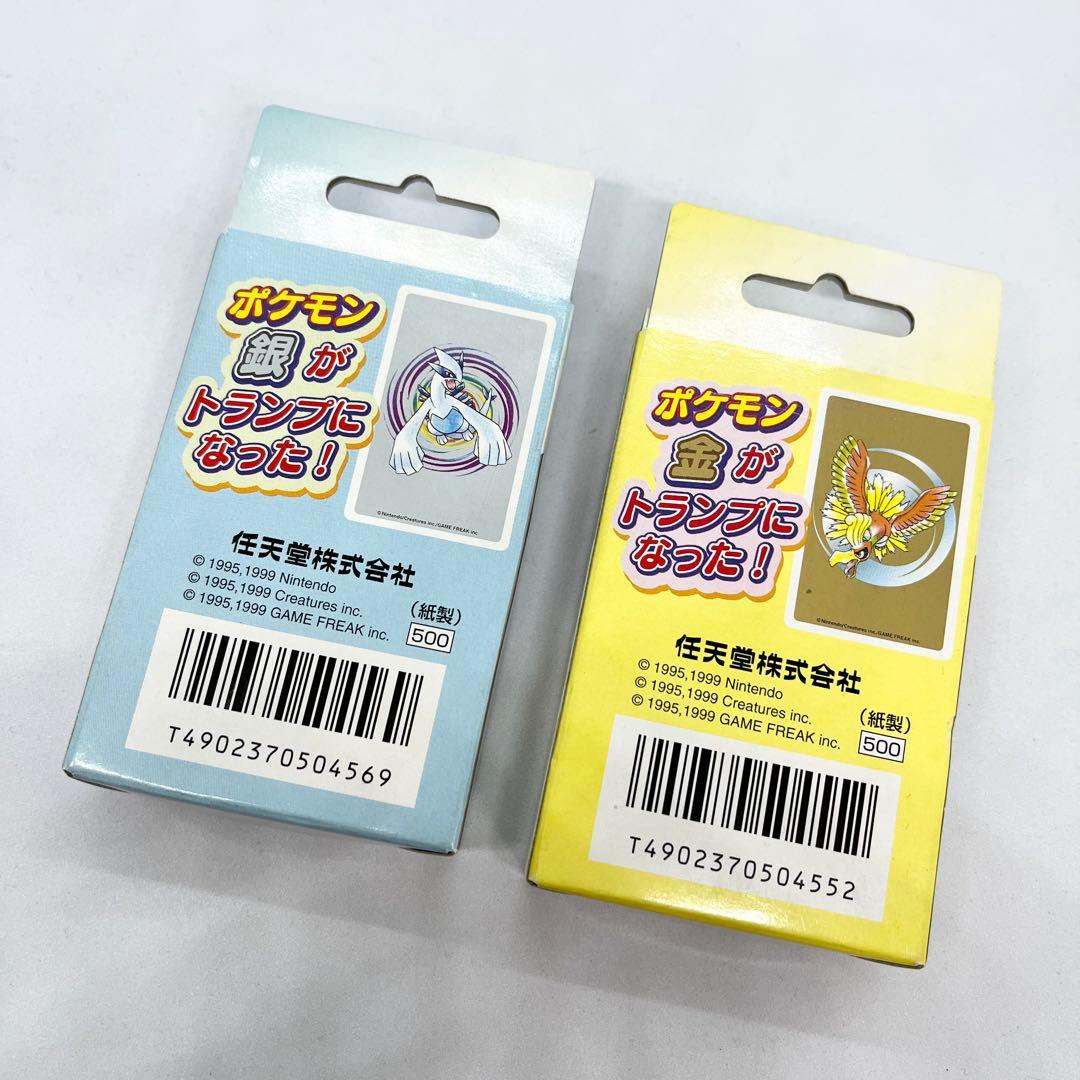 ポケモン
銀が
トランプに
なった!
©Nintendo/Creatures inc./GAME FREAK inc.
任天堂株式会社
© 1995,1999 Nintendo
© 1995,1999 Creatures inc.
© 1995,1999 GAME FREAK inc.
(紙製)
500
T4902370504569
ポケモン
金が
トランプに
なった!
©Nintendo/Creatures inc./GAME FREAK inc.
任天堂株式会社
© 1995,1999 Nintendo
© 1995,1999 Creatures inc.
© 1995,1999 GAME FREAK inc.
(紙製)
500
T4902370504552